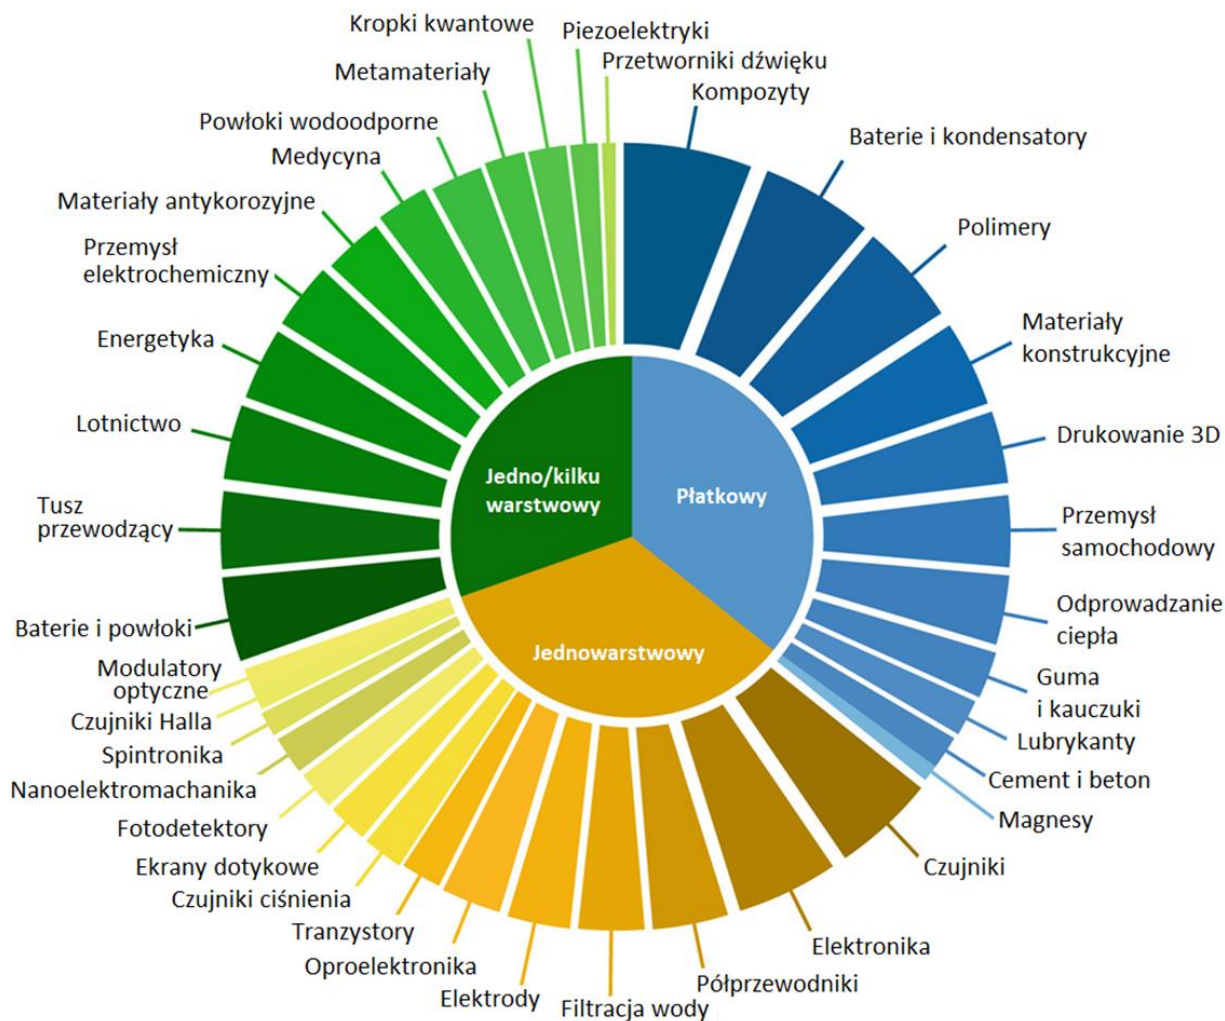 Kropki kwantowe
Piezoelektryki
Metamateriały
Przetworniki dźwięku
Kompozyty
Powłoki wodoodporne
Baterie i kondensatory
Medycyna
Materiały antykorozyjne
Polimery
Przemysł
elektrochemiczny
Materiały
konstrukcyjne
Energetyka
Lotnictwo
Drukowanie 3D
Jedno/kilku
warstwowy
Płatkowy
Tusz
przewodzący
Przemysł
samochodowy
Odprowadzanie
ciepła
Baterie i powłoki
Jednowarstwowy
Modulatory
optyczne
Guma
i kauczuki
Czujniki Halla
Lubrykanty
Spintronika
Cement i beton
Nanoelektromachanika
Magnesy
Fotodetektory
Ekrany dotykowe
Czujniki
Czujniki ciśnienia
Tranzystory
Elektronika
Oproelektronika
Półprzewodniki
Elektrody
Filtracja wody